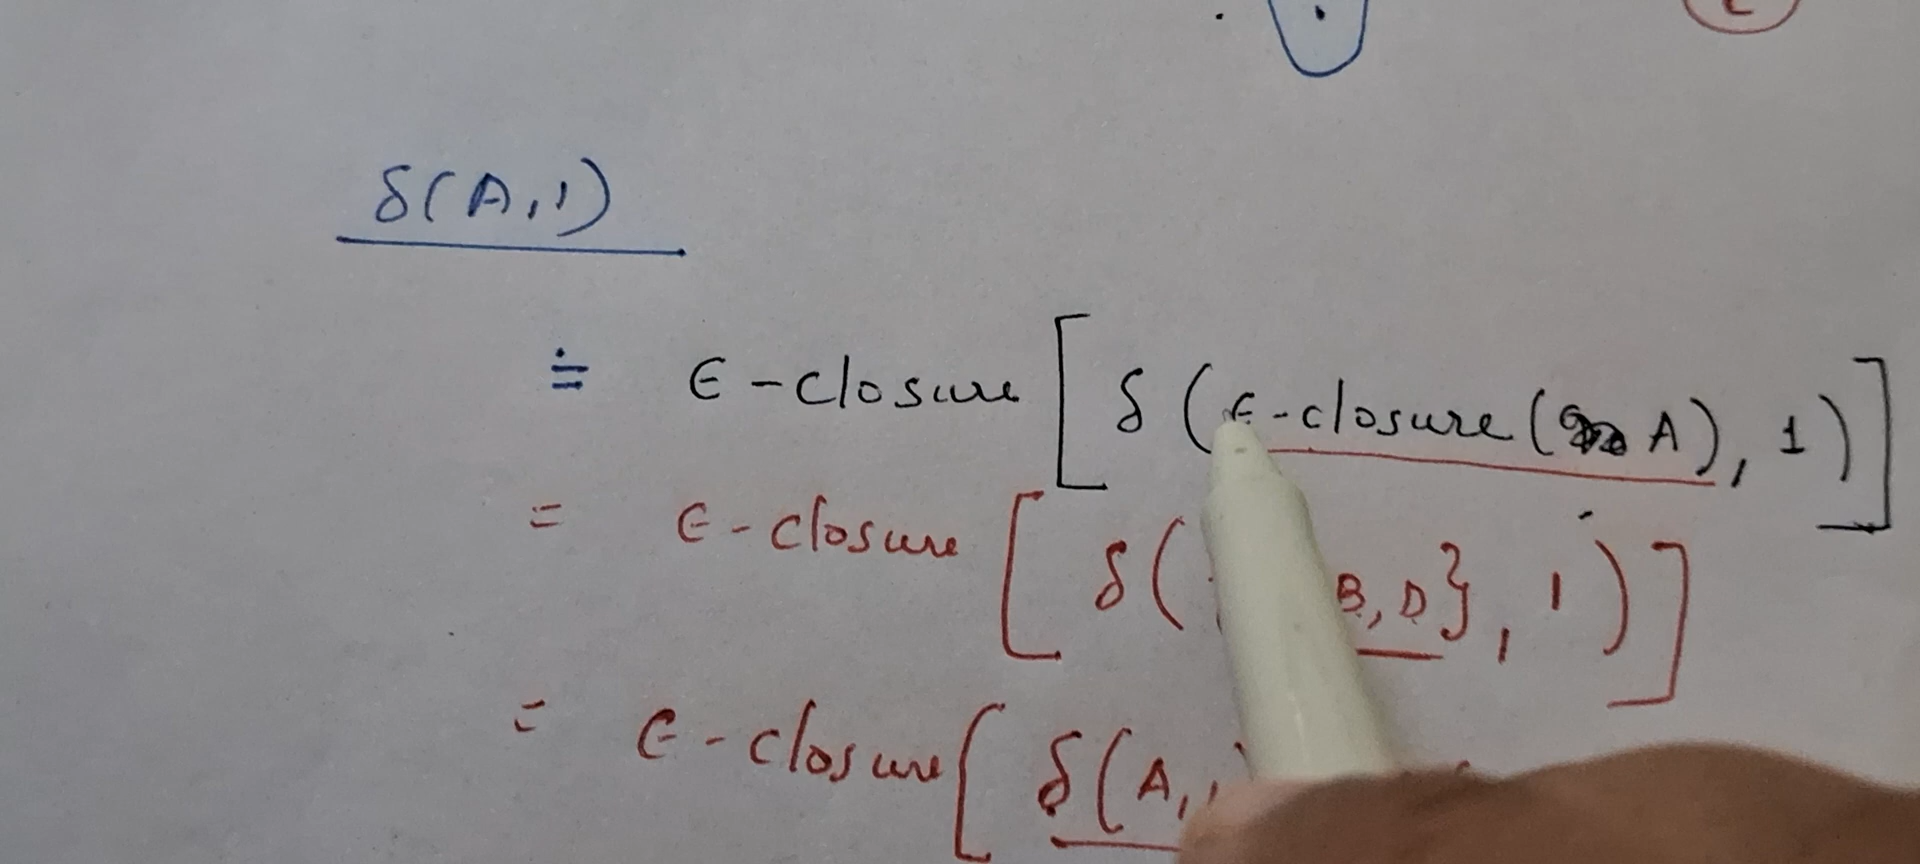 δ(A,1)
= ϵ-closure [ δ (ϵ-closure( A), 1) ]
= ϵ-closure [ δ( B, D}, 1) ]
= ϵ-closure [ δ(A,